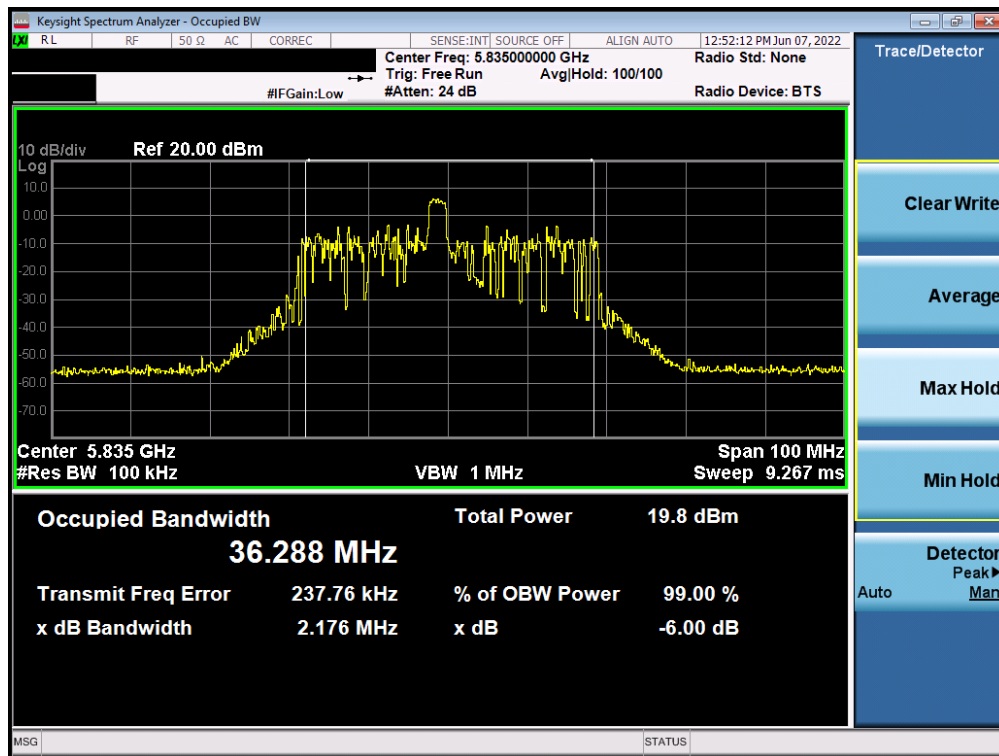 Keysight Spectrum Analyzer - Occupied BW
LXI RL RF 50 Ω AC CORREC SENSE:INT SOURCE OFF ALIGN AUTO 12:52:12 PM Jun 07, 2022
Center Freq: 5.835000000 GHz Radio Std: None
Trig: Free Run Avg|Hold: 100/100
#IFGain:Low #Atten: 24 dB Radio Device: BTS
10 dB/div Ref 20.00 dBm
Log
10.0
0.00
-10.0
-20.0
-30.0
-40.0
-50.0
-60.0
-70.0
Center 5.835 GHz Span 100 MHz
#Res BW 100 kHz VBW 1 MHz Sweep 9.267 ms
Occupied Bandwidth Total Power 19.8 dBm
36.288 MHz
Transmit Freq Error 237.76 kHz % of OBW Power 99.00 %
x dB Bandwidth 2.176 MHz x dB -6.00 dB
MSG STATUS
Trace/Detector
Clear Write
Average
Max Hold
Min Hold
Detector
Peak▶
Auto Man